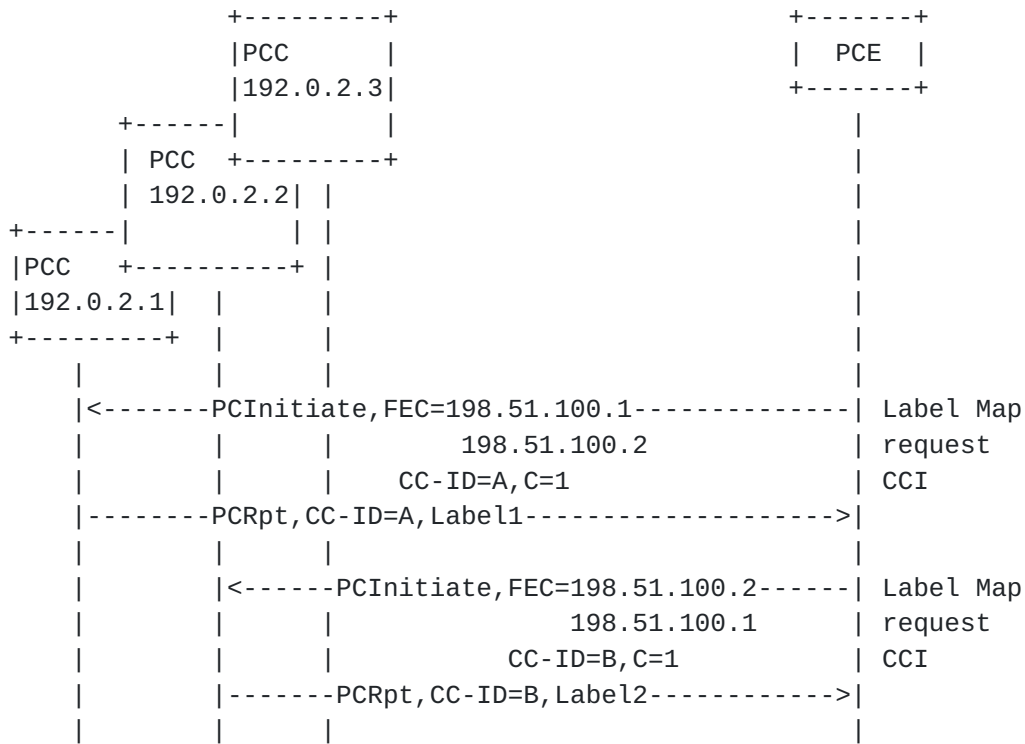 +---------+                                +-------+
|PCC      |                                |  PCE  |
|192.0.2.3|                                +-------+
+------|         |                                    |
| PCC  +---------+                                    |
| 192.0.2.2| |                                        |
+------|          | |                                        |
|PCC   +----------+ |                                        |
|192.0.2.1|  |      |                                        |
+---------+  |      |                                        |
|        |      |                                 |
|<-------PCInitiate,FEC=198.51.100.1--------------| Label Map
|        |      |        198.51.100.2             | request
|        |      |    CC-ID=A,C=1                  | CCI
|--------PCRpt,CC-ID=A,Label1-------------------->|
|        |      |                                 |
|        |<------PCInitiate,FEC=198.51.100.2------| Label Map
|        |      |               198.51.100.1      | request
|        |      |           CC-ID=B,C=1           | CCI
|        |-------PCRpt,CC-ID=B,Label2------------>|
|        |      |                                 |